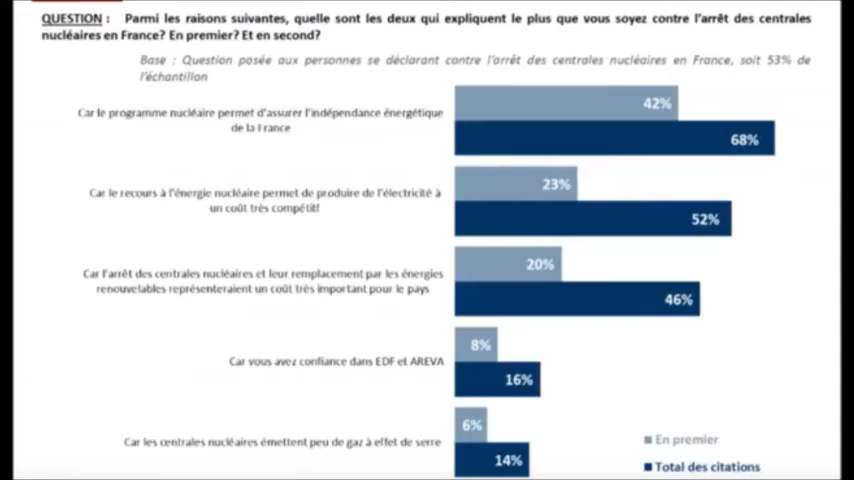 QUESTION : Parmi les raisons suivantes, quelle sont les deux qui expliquent le plus que vous soyez contre l'arrêt des centrales
nucléaires en France? En premier? Et en second?
Base : Question posée aux personnes se déclarant contre l'arrêt des centrales nucléaires en France, soit 53% de
l'échantillon
Car le programme nucléaire permet d'assurer l'indépendance énergétique
de la France
42%
68%
Car le recours à l'énergie nucléaire permet de produire de l'électricité à
un coût très compétitif
23%
52%
Car l'arrêt des centrales nucléaires et leur remplacement par les énergies
renouvelables représenteraient un coût très important pour le pays
20%
46%
Car vous avez confiance dans EDF et AREVA
8%
16%
Car les centrales nucléaires émettent peu de gaz à effet de serre
6%
14%
En premier
Total des citations